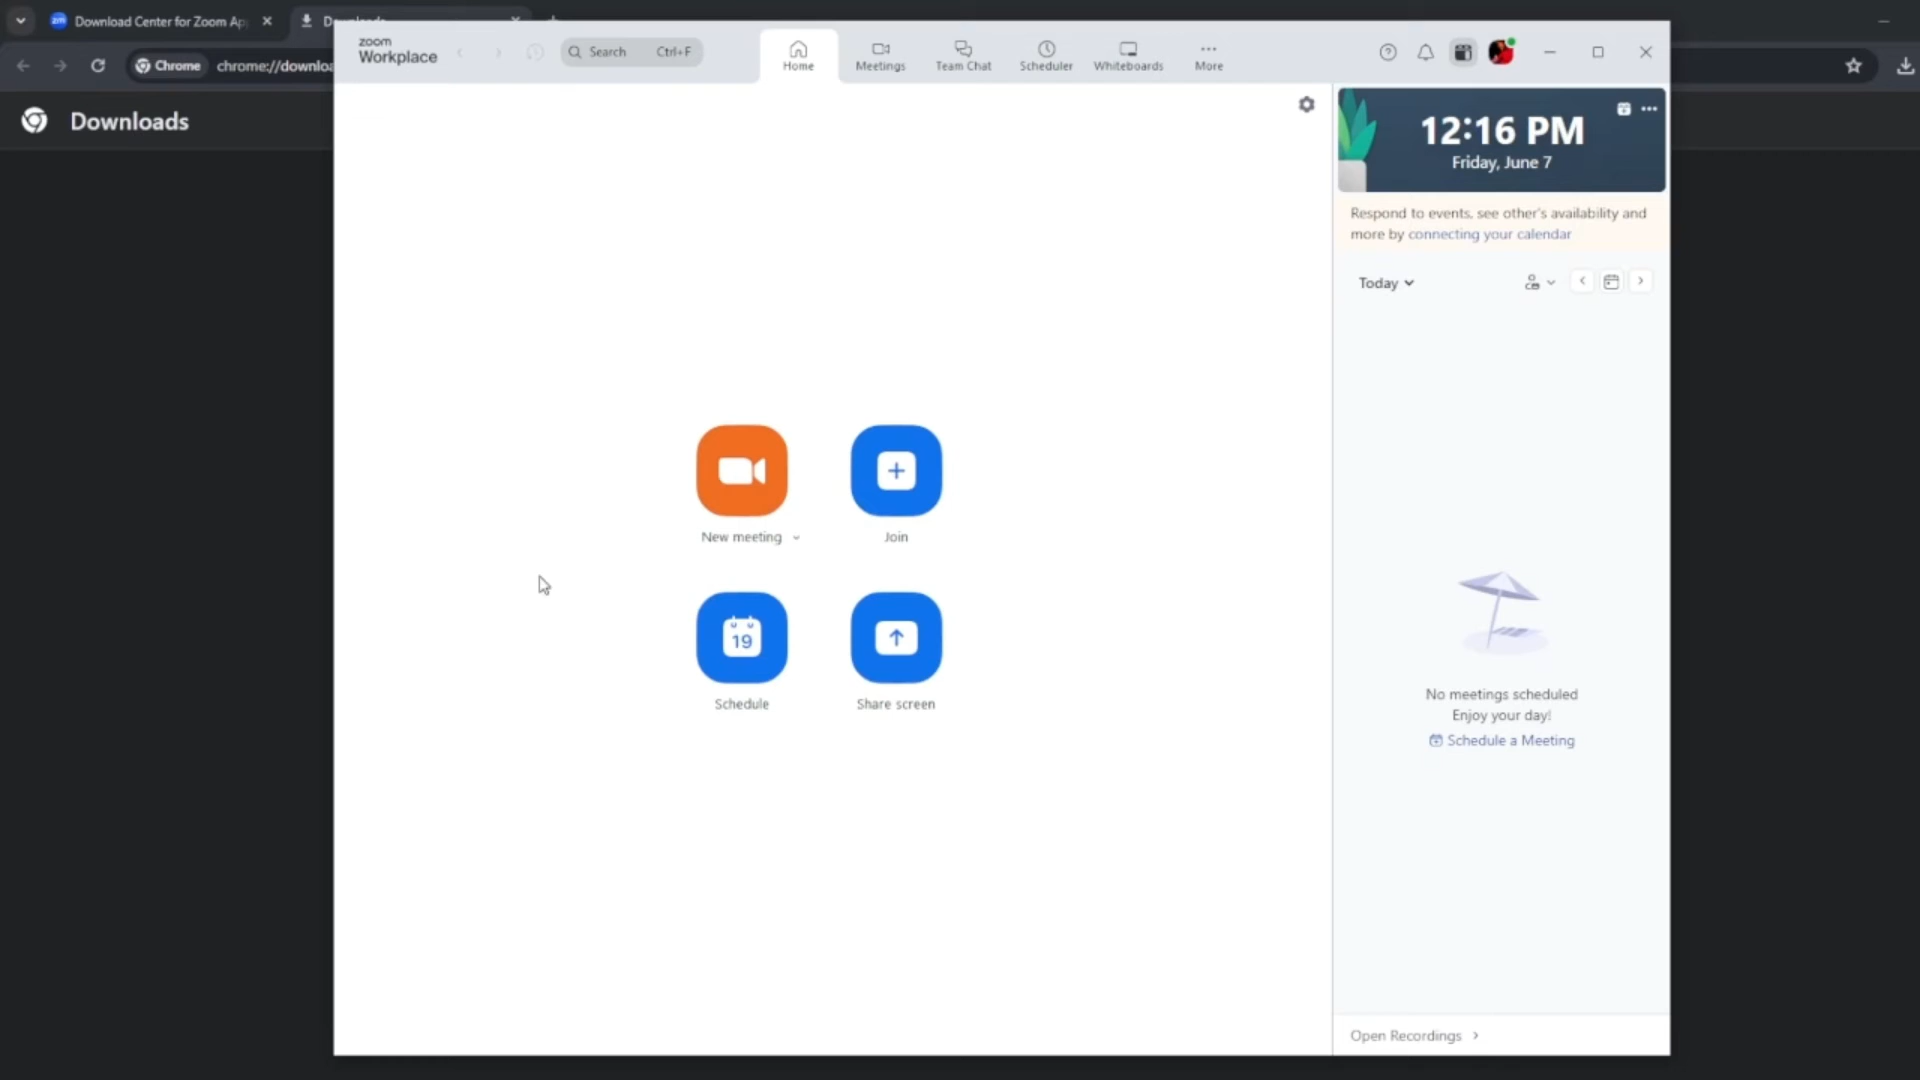 Download Center for Zoom Ap
zoom
Workplace
Search Ctrl+F
Home
Meetings
Team Chat
Scheduler
Whiteboards
More
Chrome
Downloads
12:16 PM
Friday, June 7
Respond to events, see other's availability and
more by connecting your calendar
Today
New meeting
Join
19
Schedule
Share screen
No meetings scheduled
Enjoy your day!
Schedule a Meeting
Open Recordings